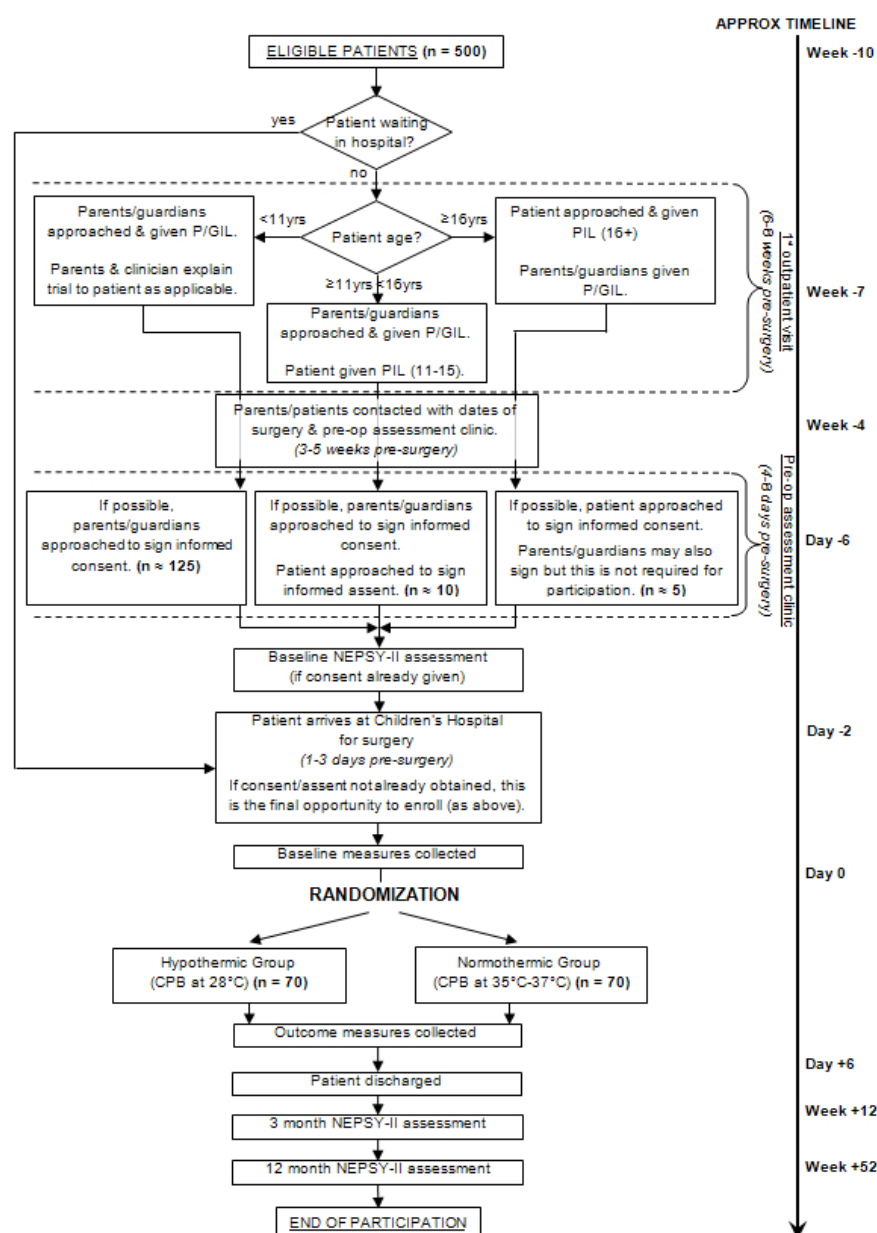 APPROX TIMELINE
ELIGIBLE PATIENTS (n = 500)
Week -10
yes
Patient waiting
in hospital?
no
<11yrs
Patient age?
≥16yrs
≥11yrs <16yrs
Parents/guardians
approached & given P/GIL.
Parents & clinician explain
trial to patient as applicable.
Patient approached & given
PIL (16+)
Parents/guardians given
P/GIL.
Parents/guardians
approached & given P/GIL.
Patient given PIL (11-15).
1st outpatient visit
(6-8 weeks pre-surgery)
Week -7
Parents/patients contacted with dates of
surgery & pre-op assessment clinic.
(3-5 weeks pre-surgery)
Week -4
If possible,
parents/guardians
approached to sign informed
consent. (n ≈ 125)
If possible, parents/guardians
approached to sign informed
consent.
Patient approached to sign
informed assent. (n ≈ 10)
If possible, patient approached
to sign informed consent.
Parents/guardians may also
sign but this is not required for
participation. (n ≈ 5)
Pre-op assessment clinic
(4-8 days pre-surgery)
Day -6
Baseline NEPSY-II assessment
(if consent already given)
Patient arrives at Children's Hospital
for surgery
(1-3 days pre-surgery)
If consent/assent not already obtained, this
is the final opportunity to enroll (as above).
Day -2
Baseline measures collected
Day 0
RANDOMIZATION
Hypothermic Group
(CPB at 28°C) (n = 70)
Normothermic Group
(CPB at 35°C-37°C) (n = 70)
Outcome measures collected
Day +6
Patient discharged
Week +12
3 month NEPSY-II assessment
12 month NEPSY-II assessment
Week +52
END OF PARTICIPATION